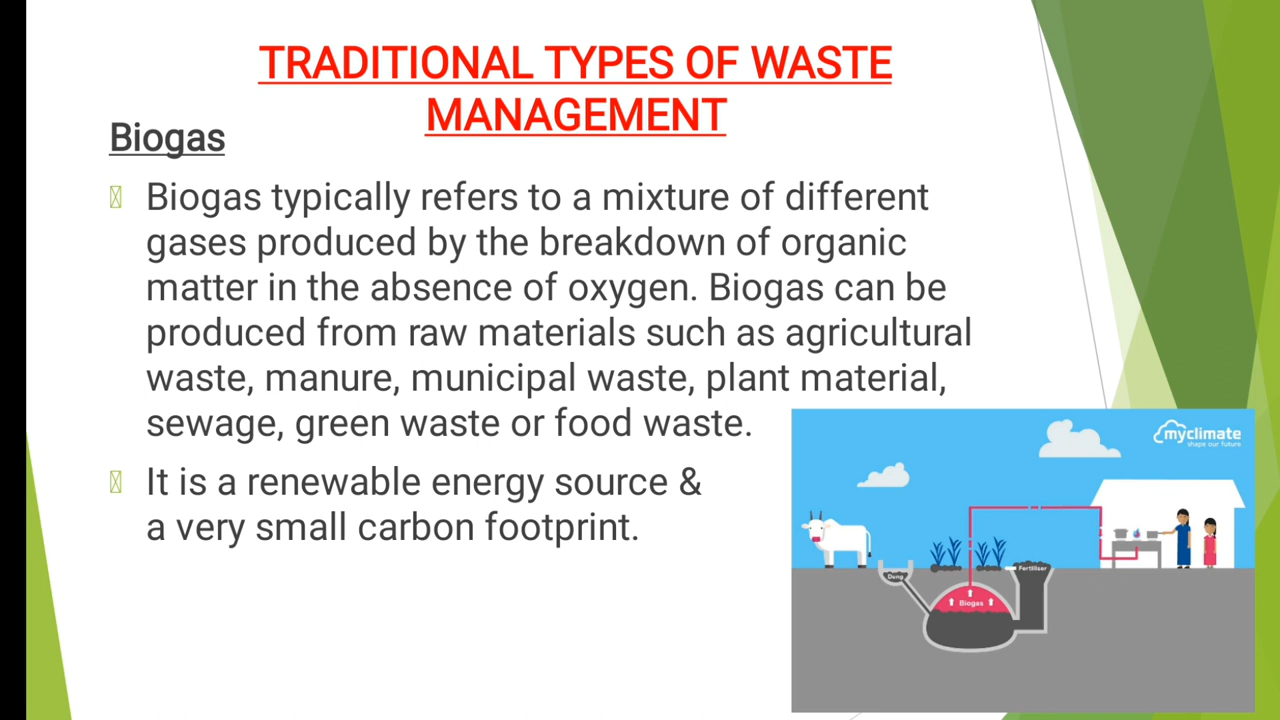 TRADITIONAL TYPES OF WASTE
MANAGEMENT
Biogas
Biogas typically refers to a mixture of different
gases produced by the breakdown of organic
matter in the absence of oxygen. Biogas can be
produced from raw materials such as agricultural
waste, manure, municipal waste, plant material,
sewage, green waste or food waste.
It is a renewable energy source &
a very small carbon footprint.
myclimate
shape our future
Dung
Fertiliser
Biogas